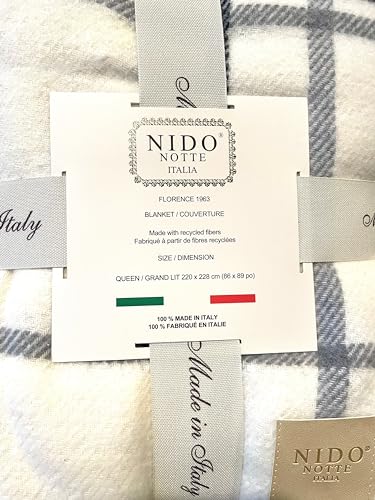 NIDO®
NOTTE
ITALIA
FLORENCE 1963
BLANKET / COUVERTURE
Made with recycled fibers
Fabriqué à partir de fibres recyclées
SIZE / DIMENSION
QUEEN / GRAND LIT 220 x 228 cm (86 x 89 po)
100 % MADE IN ITALY
100 % FABRIQUÉ EN ITALIE
Italy
Made in Italy
NIDO®
NOTTE
ITALIA